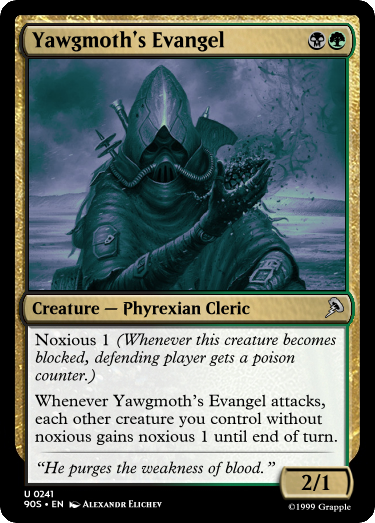 Yawgmoth's Evangel
Creature — Phyrexian Cleric
Noxious 1 (Whenever this creature becomes
blocked, defending player gets a poison
counter.)
Whenever Yawgmoth's Evangel attacks,
each other creature you control without
noxious gains noxious 1 until end of turn.
“He purges the weakness of blood.”
2/1
U 0241
90S • EN Alexandr Elichev
©1999 Grapple